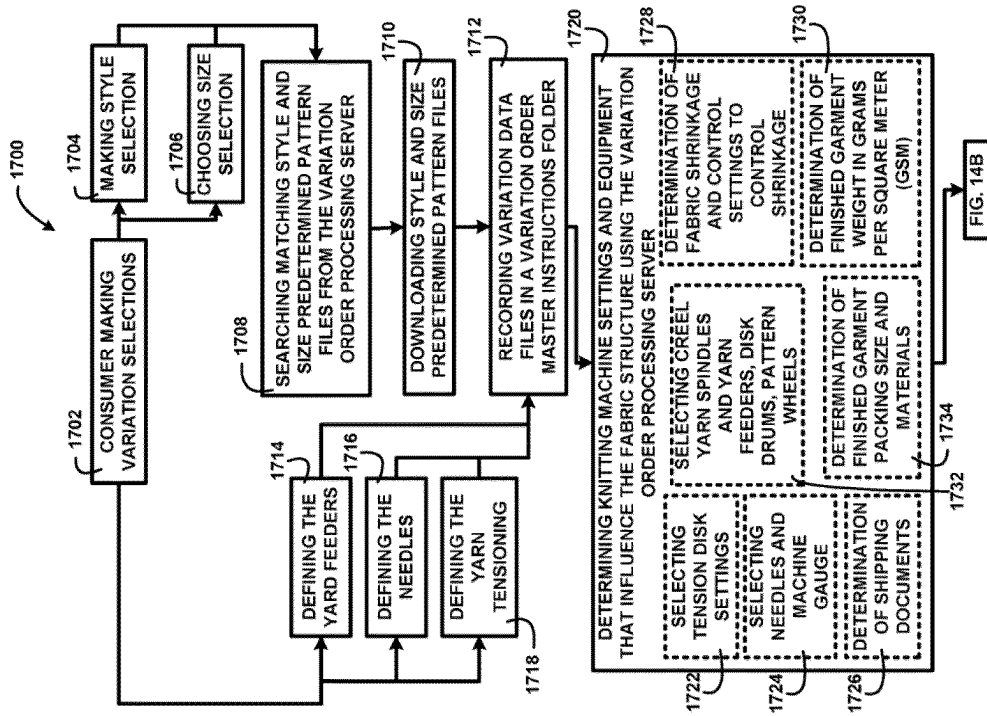 1700
1702
CONSUMER MAKING
VARIATION SELECTIONS
1704
MAKING STYLE
SELECTION
1706
CHOOSING SIZE
SELECTION
1708
SEARCHING MATCHING STYLE AND
SIZE PREDETERMINED PATTERN
FILES FROM THE VARIATION
ORDER PROCESSING SERVER
1710
DOWNLOADING STYLE AND SIZE
PREDETERMINED PATTERN FILES
1712
RECORDING VARIATION DATA
FILES IN A VARIATION ORDER
MASTER INSTRUCTIONS FOLDER
1714
DEFINING THE
YARD FEEDERS
1716
DEFINING THE
NEEDLES
DEFINING THE
YARN
TENSIONING
1718
1720
DETERMINING KNITTING MACHINE SETTINGS AND EQUIPMENT
THAT INFLUENCE THE FABRIC STRUCTURE USING THE VARIATION
ORDER PROCESSING SERVER
1722
SELECTING
TENSION DISK
SETTINGS
1724
SELECTING
NEEDLES AND
MACHINE
GAUGE
1726
DETERMINATION
OF SHIPPING
DOCUMENTS
SELECTING CREEL
YARN SPINDLES
AND YARN
FEEDERS, DISK
DRUMS, PATTERN
WHEELS
1732
DETERMINATION OF
FINISHED GARMENT
PACKING SIZE AND
MATERIALS
1734
1728
DETERMINATION OF
FABRIC SHRINKAGE
AND CONTROL
SETTINGS TO
CONTROL
SHRINKAGE
1730
DETERMINATION OF
FINISHED GARMENT
WEIGHT IN GRAMS
PER SQUARE METER
(GSM)
FIG. 14B